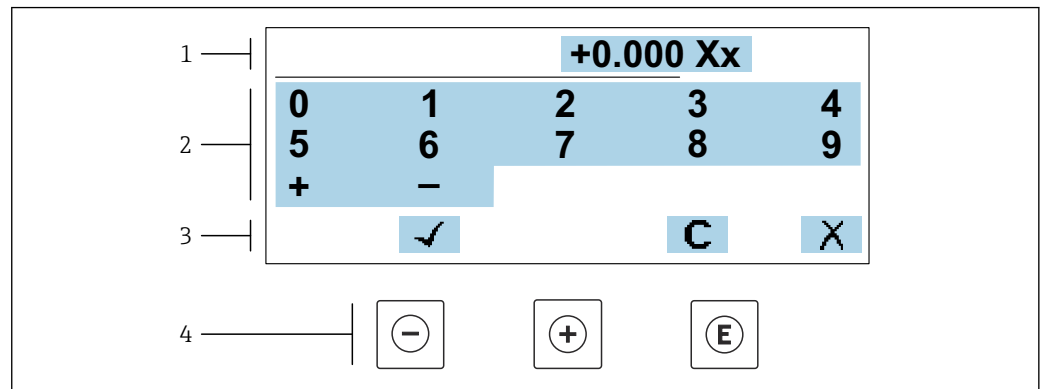 1 +0.000 Xx
0 1 2 3 4
2 5 6 7 8 9
+ −
3 ✓ C X
4 − + E